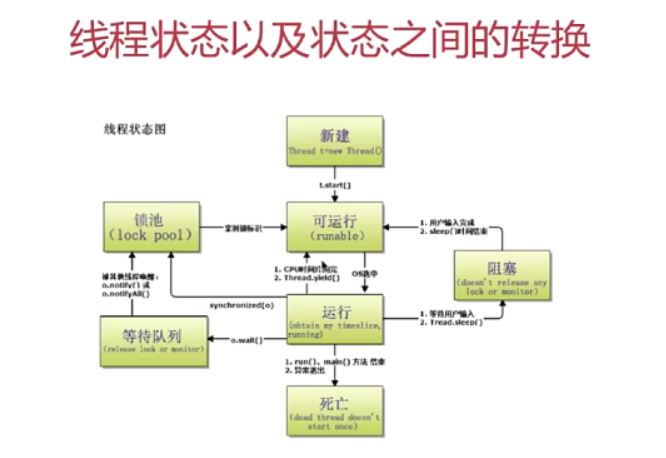 线程状态以及状态之间的转换
线程状态图
新建
Thread t=new Thread()
t.start()
锁池
(lock pool)
拿到锁标识
可运行
(runable)
1. 用户输入完成
2. sleep()时间结束
阻塞
(doesn't release any
lock or monitor)
被其他线程唤醒:
o.notify() 或
o.notifyAll()
1. CPU时间片用完
2. Thread.yield()
OS选中
synchronized(o)
运行
(obtain my timeslice,
running)
1. 等待用户输入
2. Tread.sleep()
等待队列
(release lock or monitor)
o.wait()
1. run()、main() 方法 结束
2. 异常退出
死亡
(dead thread doesn't
start once)